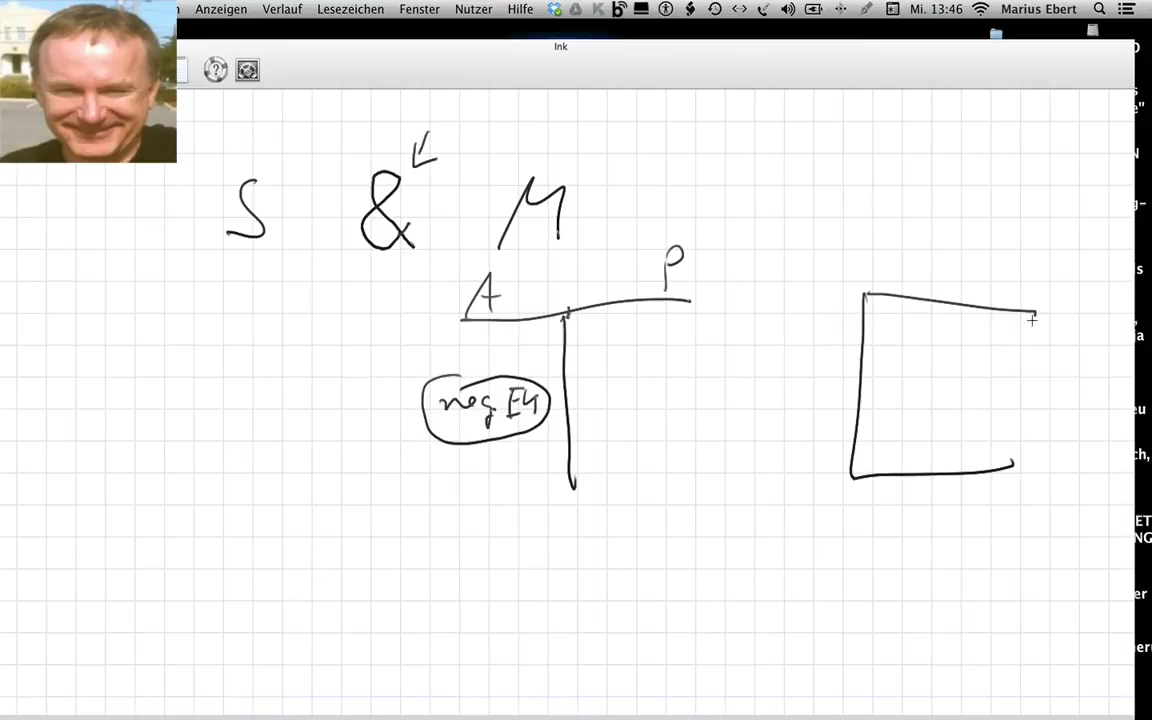 Anzeigen Verlauf Lesezeichen Fenster Nutzer Hilfe Mi. 13:46 Marius Ebert
Ink
S & M
A P
neg EK